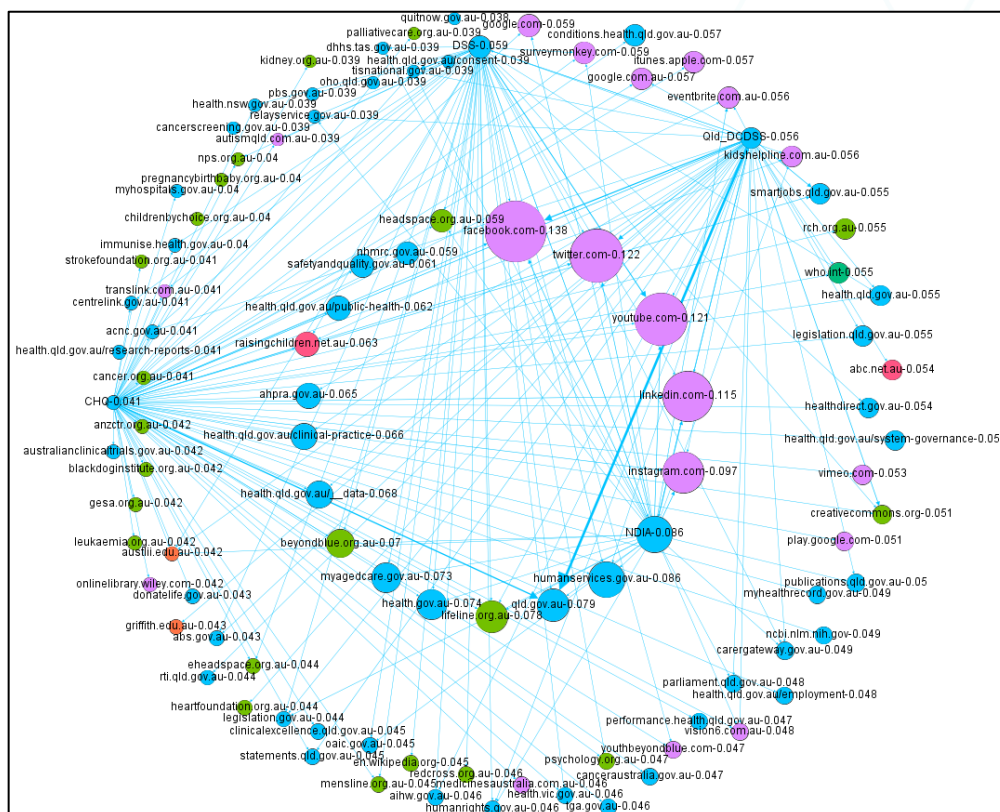 quitnow.gov.au-0.038
google.com-0.059
palliativecare.org.au-0.039
conditions.health.qld.gov.au-0.057
DSS-0.059
dhhs.tas.gov.au-0.039
surveymonkey.com-0.059
kidney.org.au-0.039
health.qld.gov.au/consent-0.039
itunes.apple.com-0.057
tisnational.gov.au-0.039
google.com.au-0.057
oho.qld.gov.au-0.039
pbs.gov.au-0.039
eventbrite.com.au-0.056
health.nsw.gov.au-0.039
relayservice.gov.au-0.039
cancerscreening.gov.au-0.039
Qld_DCDSS-0.056
autismqld.com.au-0.039
kidshelpline.com.au-0.056
nps.org.au-0.04
pregnancybirthbaby.org.au-0.04
myhospitals.gov.au-0.04
smartjobs.qld.gov.au-0.055
childrenbychoice.org.au-0.04
headspace.org.au-0.059
rch.org.au-0.055
facebook.com-0.138
immunise.health.gov.au-0.04
nhmrc.gov.au-0.059
twitter.com-0.122
strokefoundation.org.au-0.041
safetyandquality.gov.au-0.061
who.int-0.055
translink.com.au-0.041
health.qld.gov.au-0.055
centrelink.gov.au-0.041
health.qld.gov.au/public-health-0.062
youtube.com-0.121
acnc.gov.au-0.041
legislation.qld.gov.au-0.055
raisingchildren.net.au-0.063
health.qld.gov.au/research-reports-0.041
abc.net.au-0.054
cancer.org.au-0.041
ahpra.gov.au-0.065
linkedin.com-0.115
CHQ-0.041
healthdirect.gov.au-0.054
anzctr.org.au-0.042
health.qld.gov.au/clinical-practice-0.066
health.qld.gov.au/system-governance-0.05
australianclinicaltrials.gov.au-0.042
blackdoginstitute.org.au-0.042
instagram.com-0.097
vimeo.com-0.053
health.qld.gov.au/__data-0.068
gesa.org.au-0.042
creativecommons.org-0.051
NDIA-0.086
leukaemia.org.au-0.042
beyondblue.org.au-0.07
play.google.com-0.051
austlii.edu.au-0.042
myagedcare.gov.au-0.073
humanservices.gov.au-0.086
onlinelibrary.wiley.com-0.042
publications.qld.gov.au-0.05
donatelife.gov.au-0.043
myhealthrecord.gov.au-0.049
health.gov.au-0.074
qld.gov.au-0.079
lifeline.org.au-0.078
griffith.edu.au-0.043
ncbi.nlm.nih.gov-0.049
abs.gov.au-0.043
carergateway.gov.au-0.049
eheadspace.org.au-0.044
rti.qld.gov.au-0.044
parliament.qld.gov.au-0.048
health.qld.gov.au/employment-0.048
heartfoundation.org.au-0.044
legislation.gov.au-0.044
performance.health.qld.gov.au-0.047
clinicalexcellence.qld.gov.au-0.045
vision6.com.au-0.048
oaic.gov.au-0.045
youthbeyondblue.com-0.047
statements.qld.gov.au-0.045
en.wikipedia.org-0.045
psychology.org.au-0.047
redcross.org.au-0.046
canceraustralia.gov.au-0.047
mensline.org.au-0.045
medicinesaustralia.com.au-0.046
aihw.gov.au-0.046
humanrights.gov.au-0.046
tga.gov.au-0.046